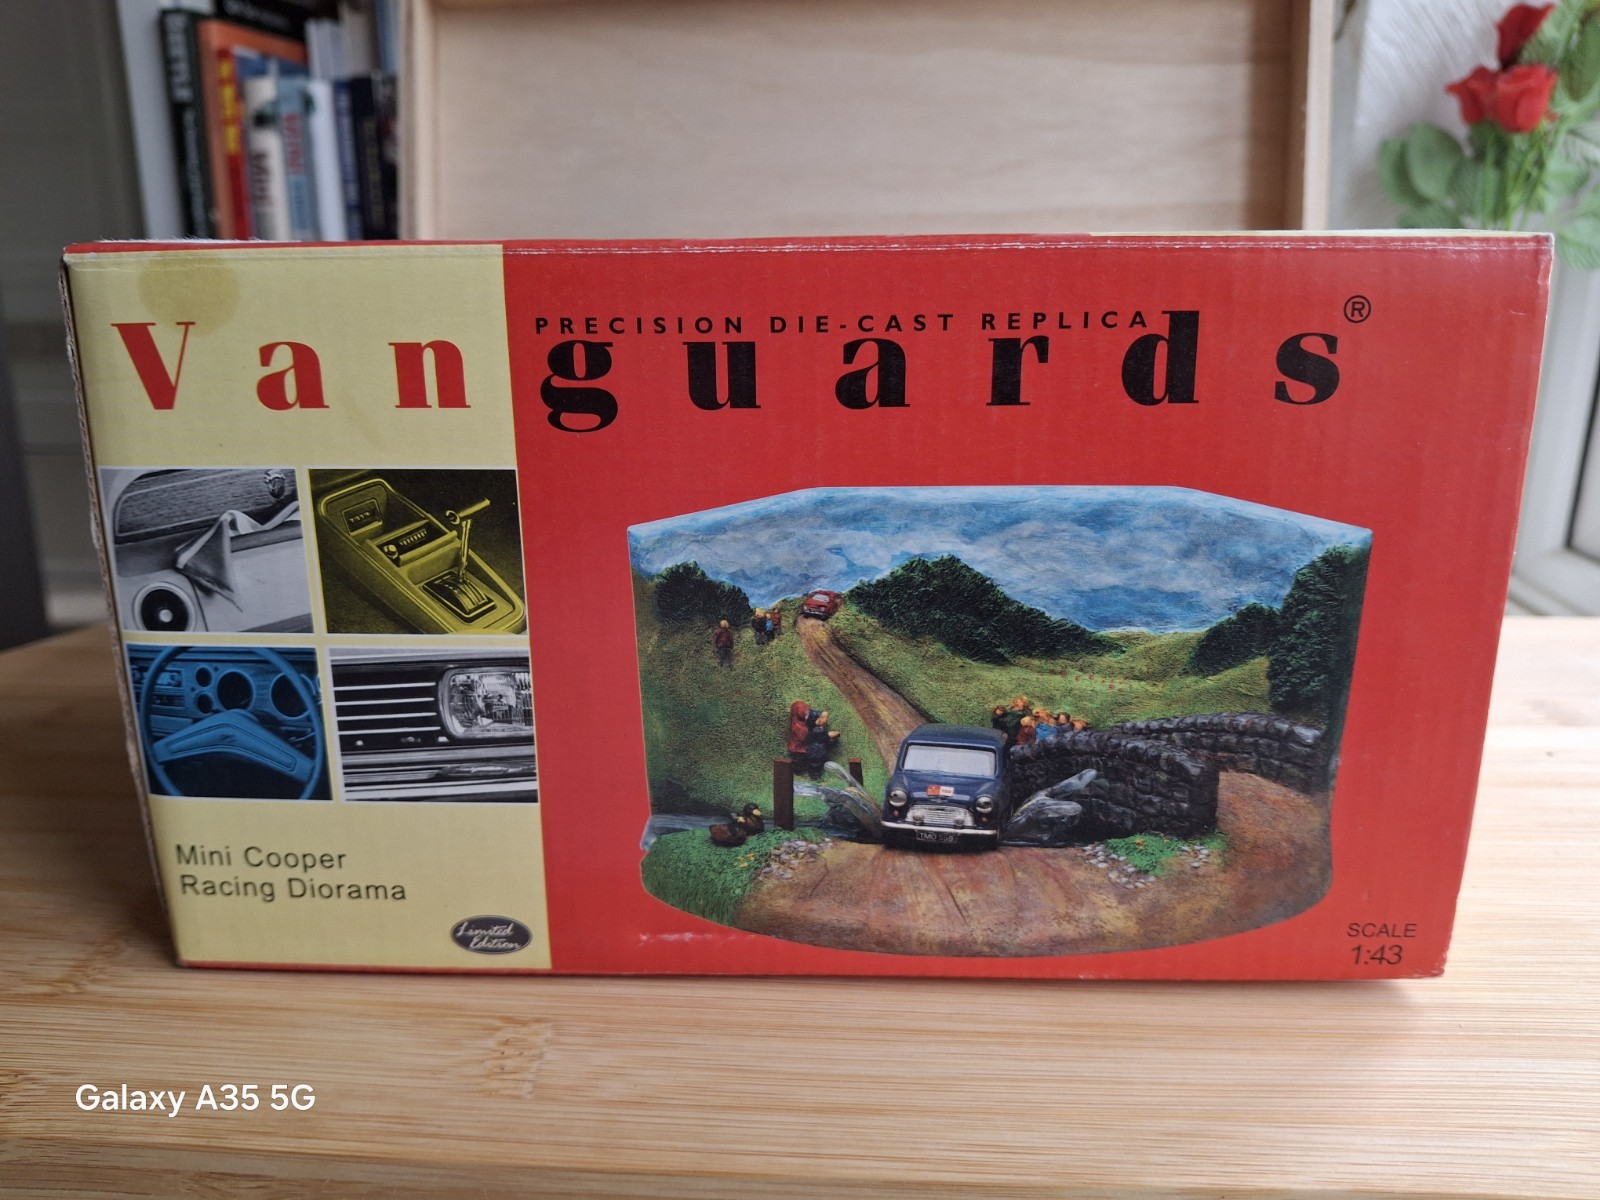 PRECISION DIE-CAST REPLICA
Vanguards®
Mini Cooper
Racing Diorama
Limited
Edition
SCALE
1:43
Galaxy A35 5G